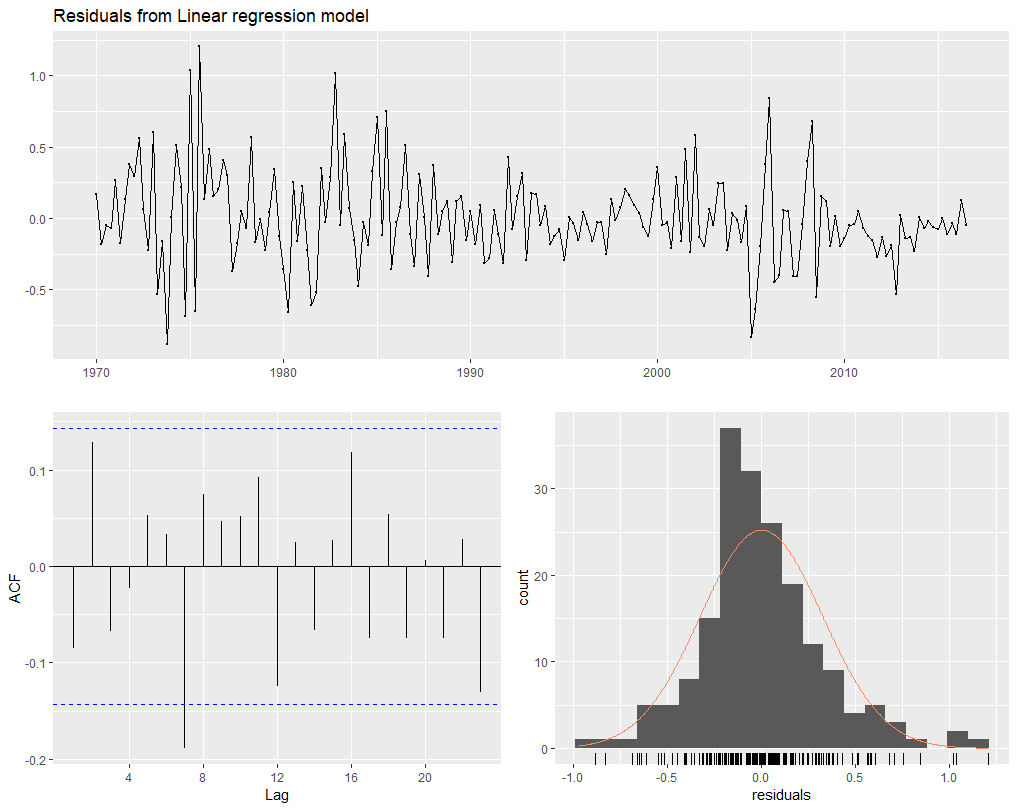 Residuals from Linear regression model
1.0
0.5
0.0
-0.5
1970 1980 1990 2000 2010
ACF
0.1
0.0
-0.1
-0.2
4 8 12 16 20
Lag
count
30
20
10
0
-1.0 -0.5 0.0 0.5 1.0
residuals